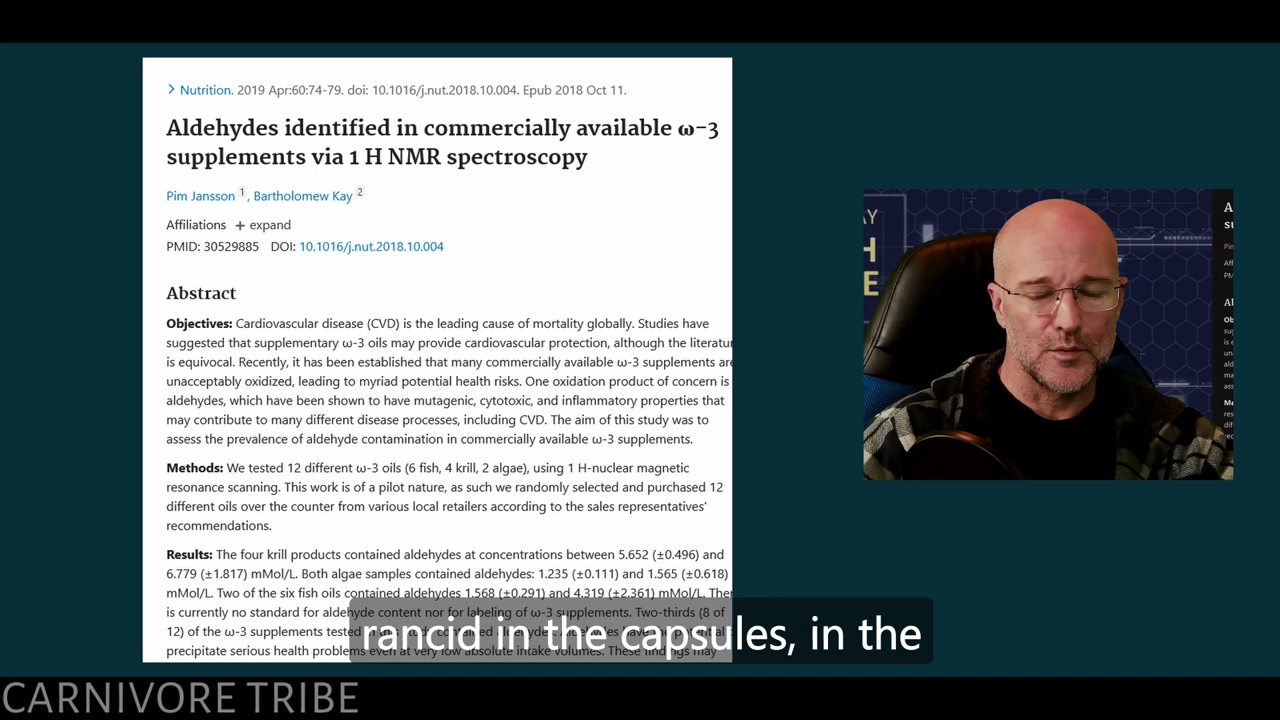 > Nutrition. 2019 Apr:60:74-79. doi: 10.1016/j.nut.2018.10.004. Epub 2018 Oct 11.
Aldehydes identified in commercially available ω-3
supplements via 1 H NMR spectroscopy
Pim Jansson 1, Bartholomew Kay 2
Affiliations + expand
PMID: 30529885 DOI: 10.1016/j.nut.2018.10.004
Abstract
Objectives: Cardiovascular disease (CVD) is the leading cause of mortality globally. Studies have
suggested that supplementary ω-3 oils may provide cardiovascular protection, although the literatur
is equivocal. Recently, it has been established that many commercially available ω-3 supplements are
unacceptably oxidized, leading to myriad potential health risks. One oxidation product of concern is
aldehydes, which have been shown to have mutagenic, cytotoxic, and inflammatory properties that
may contribute to many different disease processes, including CVD. The aim of this study was to
assess the prevalence of aldehyde contamination in commercially available ω-3 supplements.
Methods: We tested 12 different ω-3 oils (6 fish, 4 krill, 2 algae), using 1 H-nuclear magnetic
resonance scanning. This work is of a pilot nature, as such we randomly selected and purchased 12
different oils over the counter from various local retailers according to the sales representatives'
recommendations.
Results: The four krill products contained aldehydes at concentrations between 5.652 (±0.496) and
6.779 (±1.817) mMol/L. Both algae samples contained aldehydes: 1.235 (±0.111) and 1.565 (±0.618)
mMol/L. Two of the six fish oils contained aldehydes 1.568 (±0.291) and 4.319 (±2.361) mMol/L. Ther
is currently no standard for aldehyde content nor for labeling of ω-3 supplements. Two-thirds (8 of
12) of the ω-3 supplements tested
precipitate serious health problems even at very low absolute intake volumes. These findings may
rancid in the capsules, in the
AY
H
E
CARNIVORE TRIBE